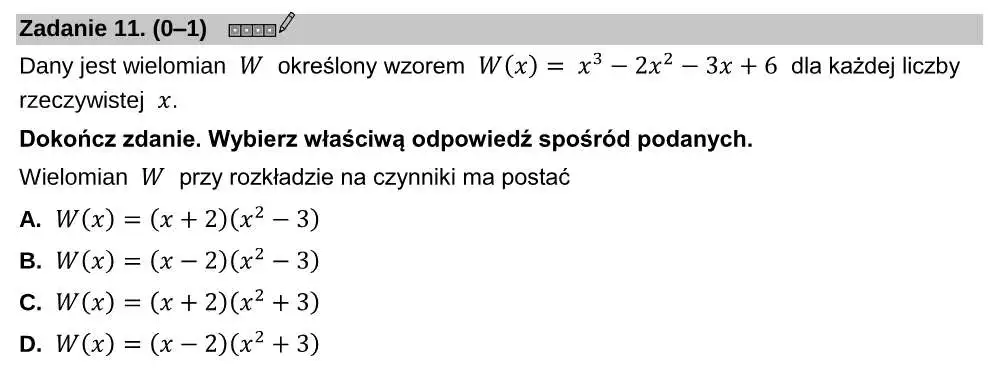 Zadanie 11. (0–1)
Dany jest wielomian W określony wzorem W(x) = x³ − 2x² − 3x + 6 dla każdej liczby
rzeczywistej x.
Dokończ zdanie. Wybierz właściwą odpowiedź spośród podanych.
Wielomian W przy rozkładzie na czynniki ma postać
A. W(x) = (x + 2)(x² − 3)
B. W(x) = (x − 2)(x² − 3)
C. W(x) = (x + 2)(x² + 3)
D. W(x) = (x − 2)(x² + 3)